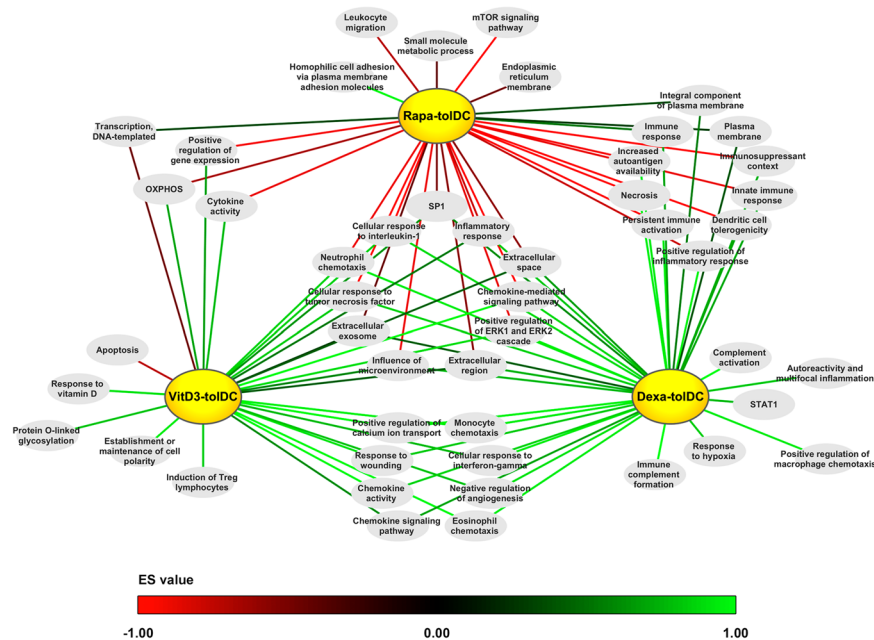 Leukocyte
migration
mTOR signaling
pathway
Small molecule
metabolic process
Homophilic cell adhesion
via plasma membrane
adhesion molecules
Endoplasmic
reticulum
membrane
Rapa-tolDC
Integral component
of plasma membrane
Transcription,
DNA-templated
Positive
regulation of
gene expression
Immune
response
Plasma
membrane
Increased
autoantigen
availability
Immunosuppressant
context
OXPHOS
Cytokine
activity
Necrosis
Innate immune
response
SP1
Cellular response
to interleukin-1
Inflammatory
response
Persistent immune
activation
Dendritic cell
tolerogenicity
Neutrophil
chemotaxis
Extracellular
space
Positive regulation of
inflammatory response
Cellular response to
tumor necrosis factor
Chemokine-mediated
signaling pathway
Extracellular
exosome
Positive regulation
of ERK1 and ERK2
cascade
Apoptosis
Influence of
microenvironment
Extracellular
region
Complement
activation
Autoreactivity and
multifocal inflammation
Response to
vitamin D
VitD3-tolDC
Dexa-tolDC
STAT1
Protein O-linked
glycosylation
Establishment or
maintenance of cell
polarity
Induction of Treg
lymphocytes
Positive regulation of
calcium ion transport
Monocyte
chemotaxis
Response to
wounding
Cellular response to
interferon-gamma
Chemokine
activity
Negative regulation
of angiogenesis
Chemokine signaling
pathway
Eosinophil
chemotaxis
Immune
complement
formation
Response
to hypoxia
Positive regulation of
macrophage chemotaxis
ES value
-1.00
0.00
1.00